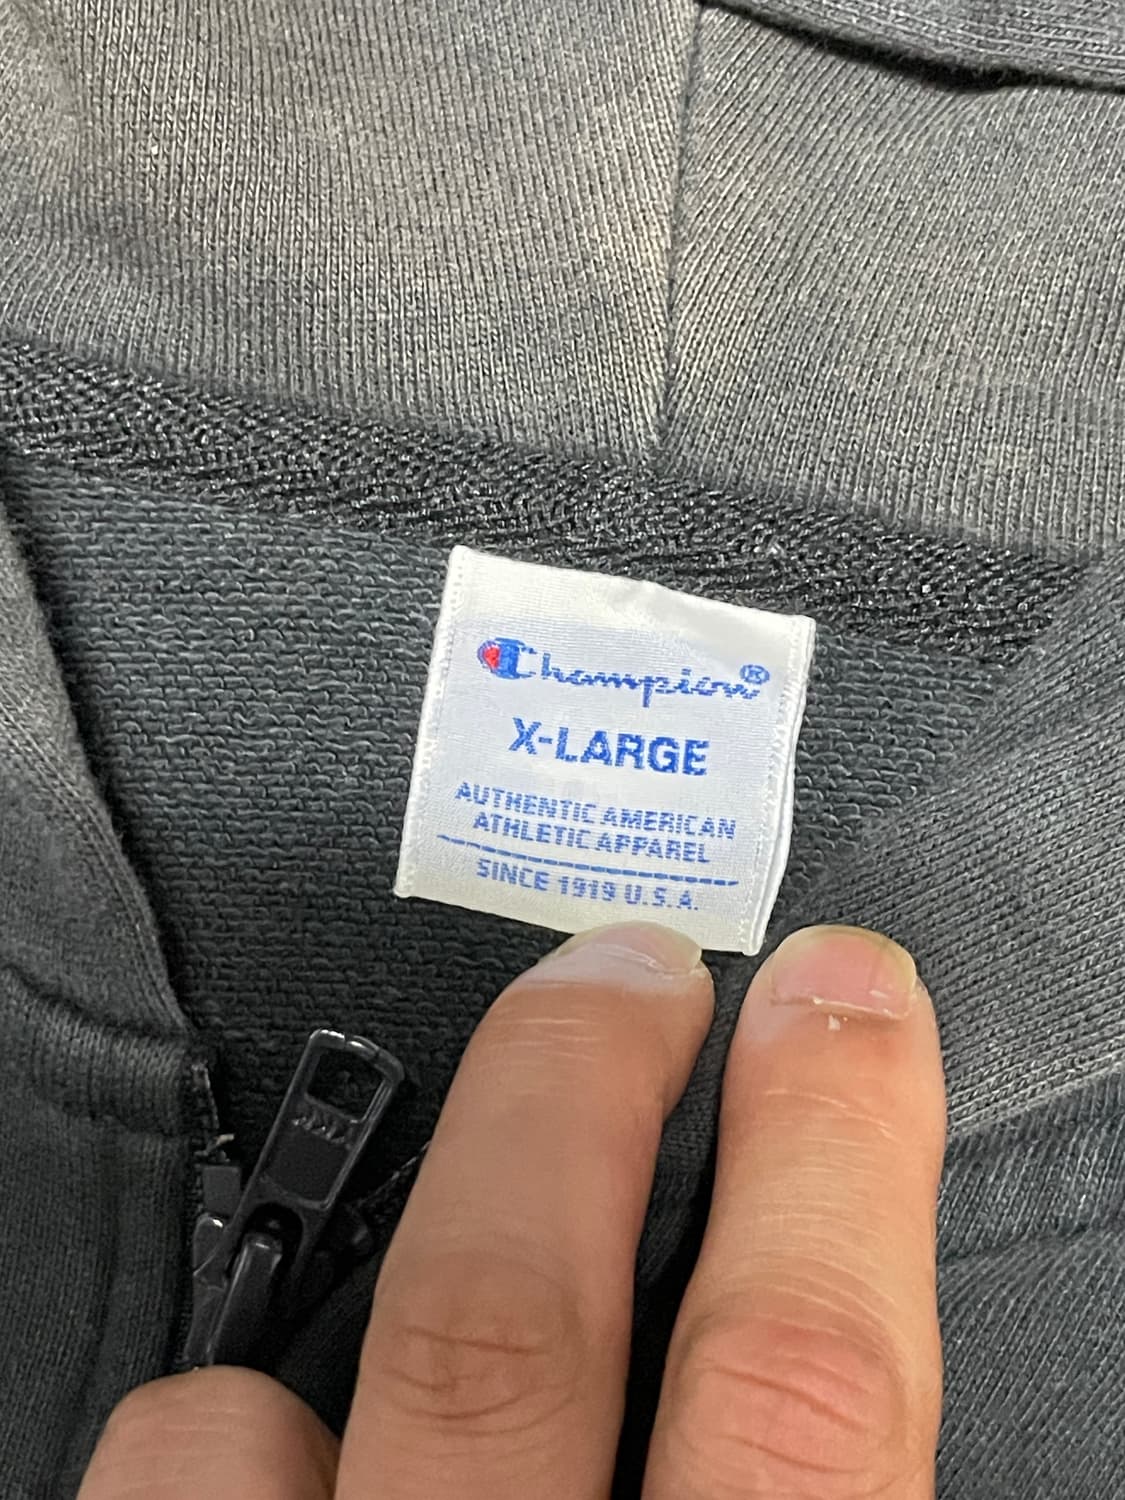 Champion®
X-LARGE
AUTHENTIC AMERICAN
ATHLETIC APPAREL
SINCE 1919 U.S.A.